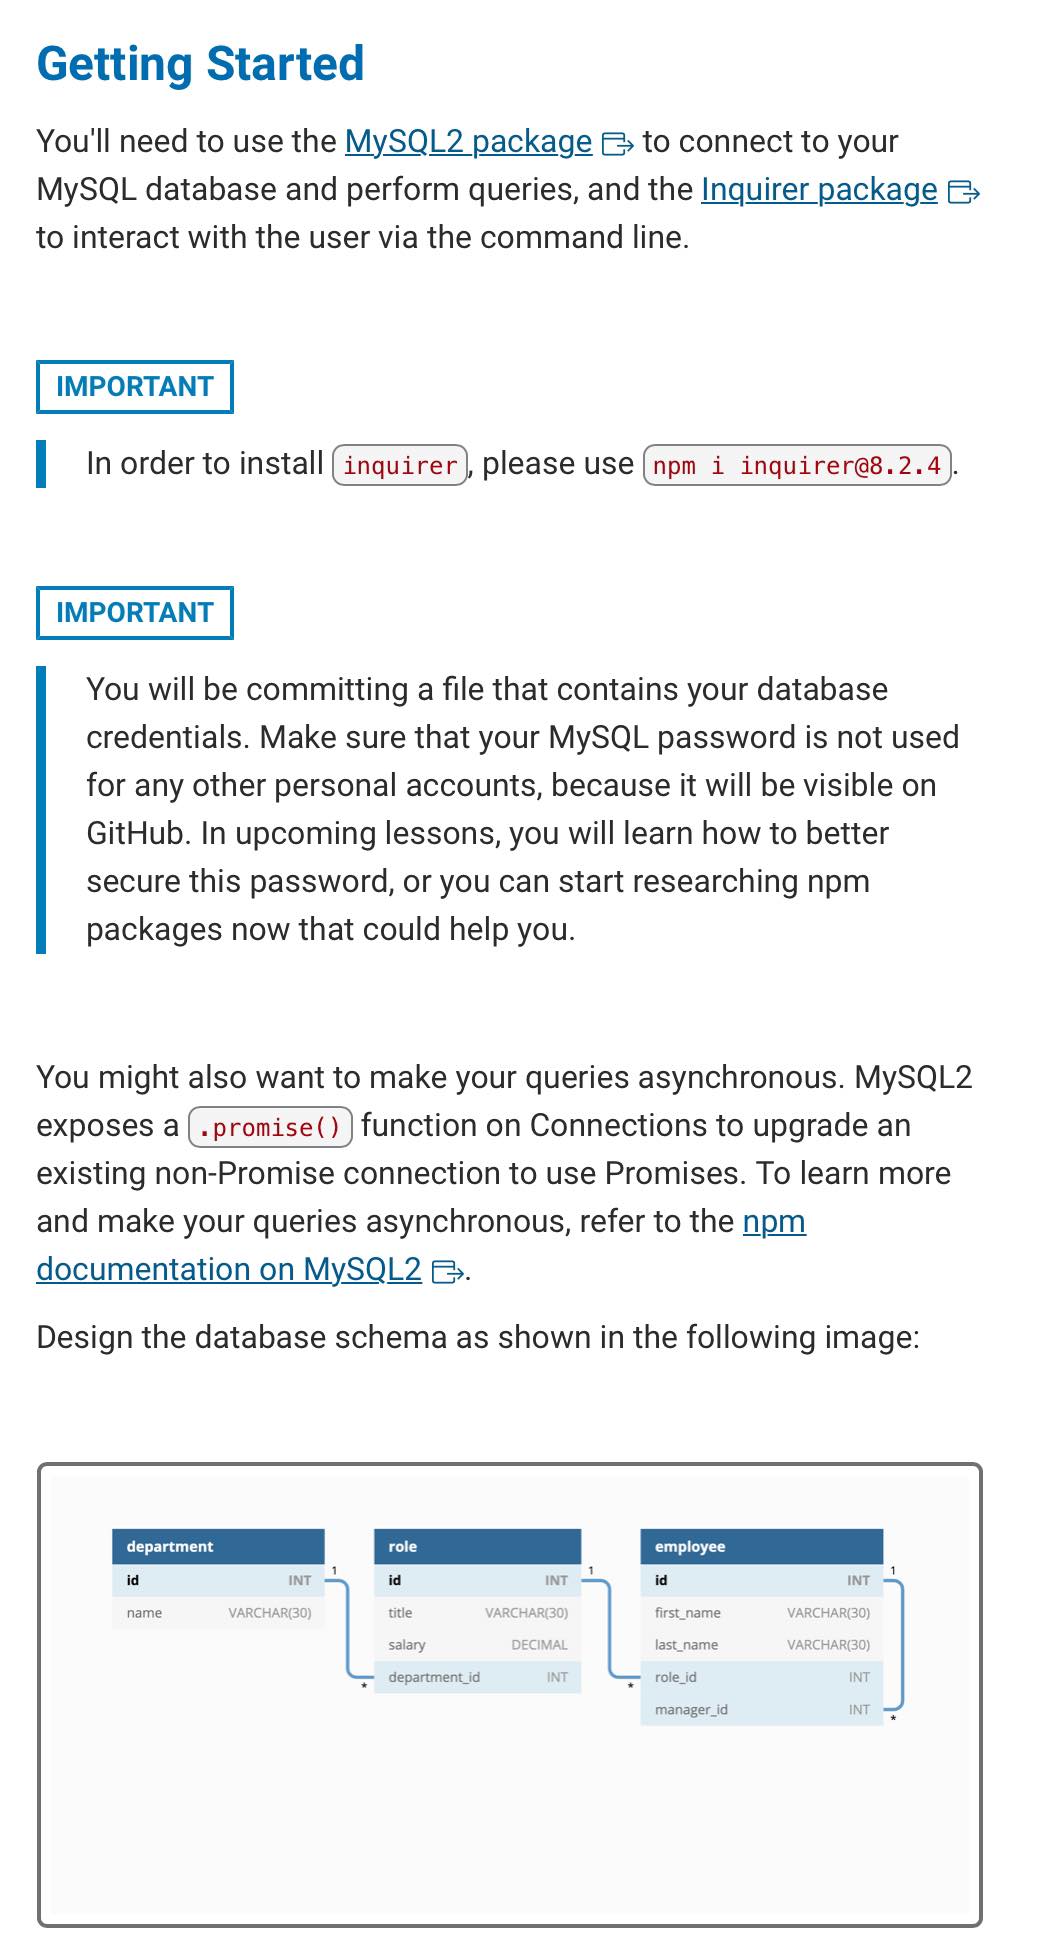 Getting Started
You'll need to use the MySQL2 package to connect to your
MySQL database and perform queries, and the Inquirer package
to interact with the user via the command line.
IMPORTANT
In order to install inquirer, please use npm i inquirer@8.2.4.
IMPORTANT
You will be committing a file that contains your database
credentials. Make sure that your MySQL password is not used
for any other personal accounts, because it will be visible on
GitHub. In upcoming lessons, you will learn how to better
secure this password, or you can start researching npm
packages now that could help you.
You might also want to make your queries asynchronous. MySQL2
exposes a .promise() function on Connections to upgrade an
existing non-Promise connection to use Promises. To learn more
and make your queries asynchronous, refer to the npm
documentation on MySQL2.
Design the database schema as shown in the following image:
department
id INT 1
name VARCHAR(30)
role
id INT 1
title VARCHAR(30)
salary DECIMAL
* department_id INT
employee
id INT 1
first_name VARCHAR(30)
last_name VARCHAR(30)
* role_id INT
manager_id INT *